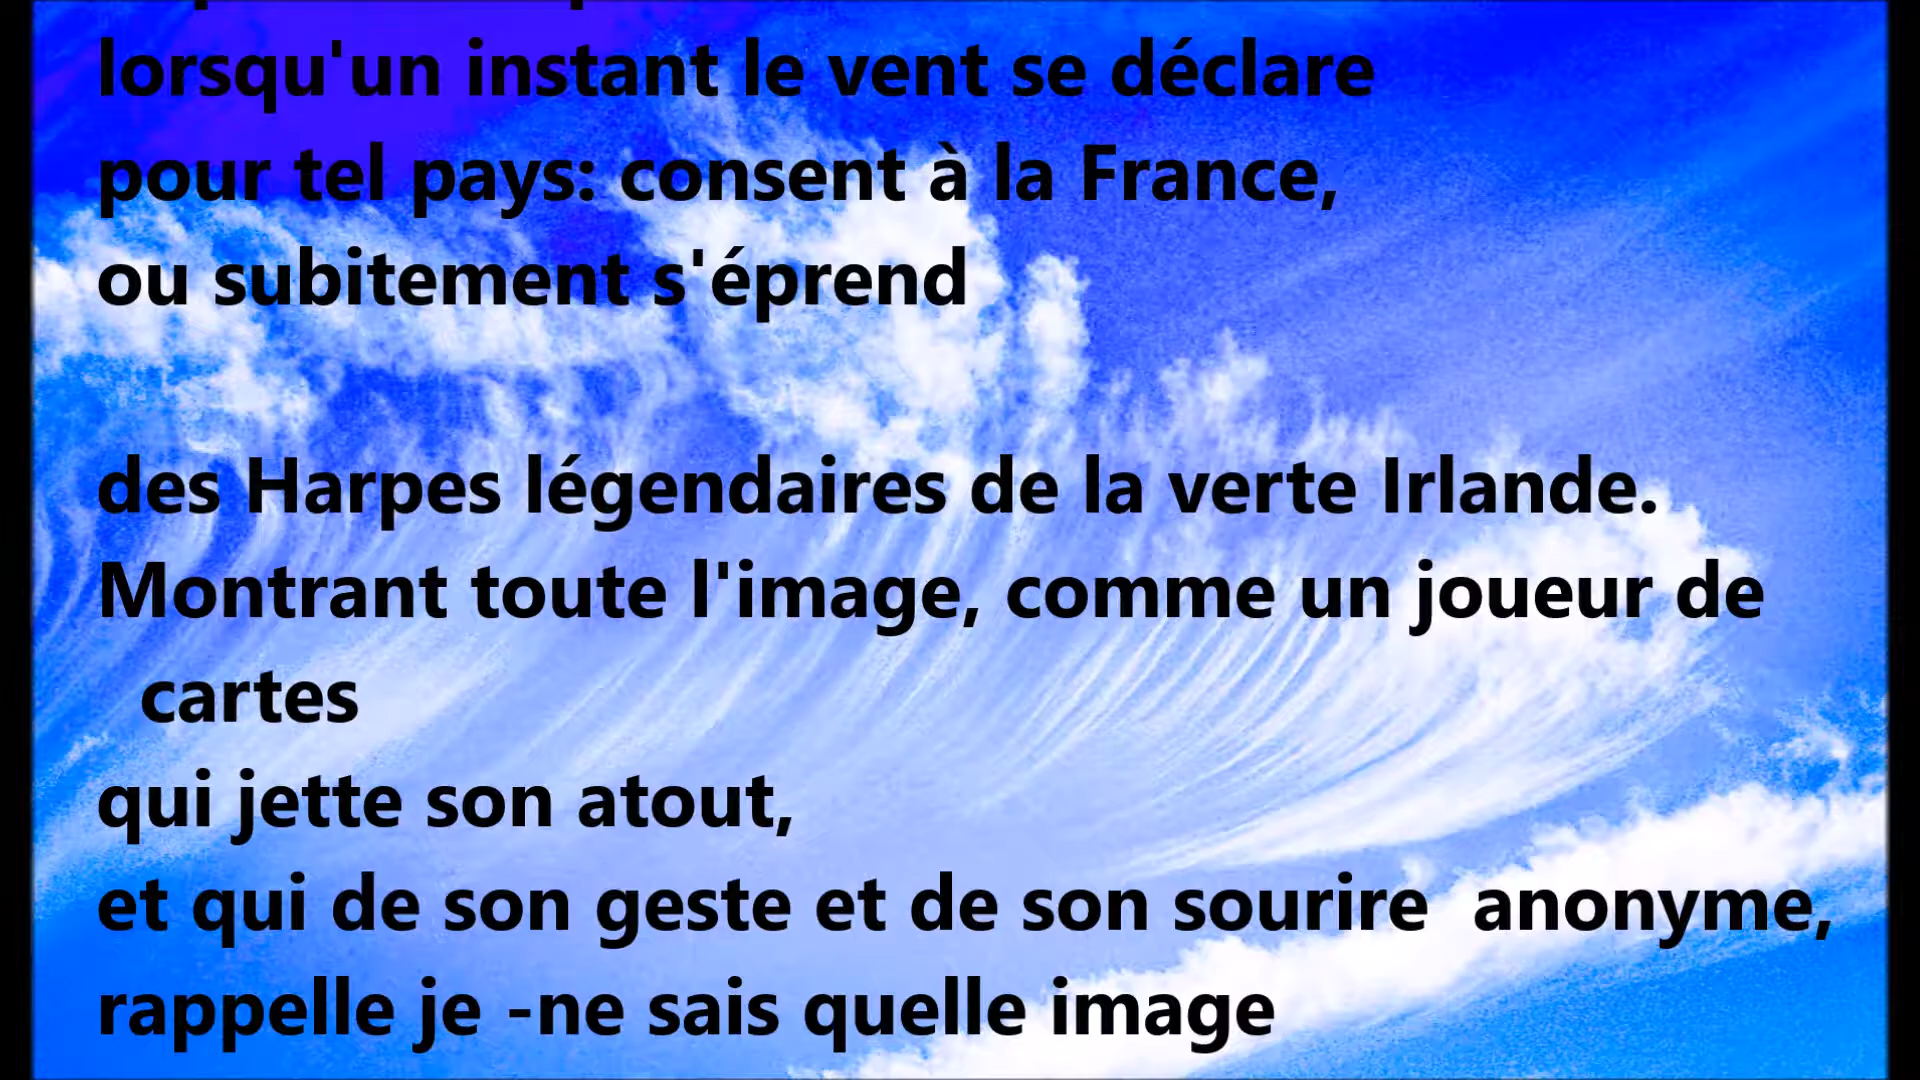 lorsqu'un instant le vent se déclare
pour tel pays: consent à la France,
ou subitement s'éprend
des Harpes légendaires de la verte Irlande.
Montrant toute l'image, comme un joueur de
cartes
qui jette son atout,
et qui de son geste et de son sourire  anonyme,
rappelle je -ne sais quelle image